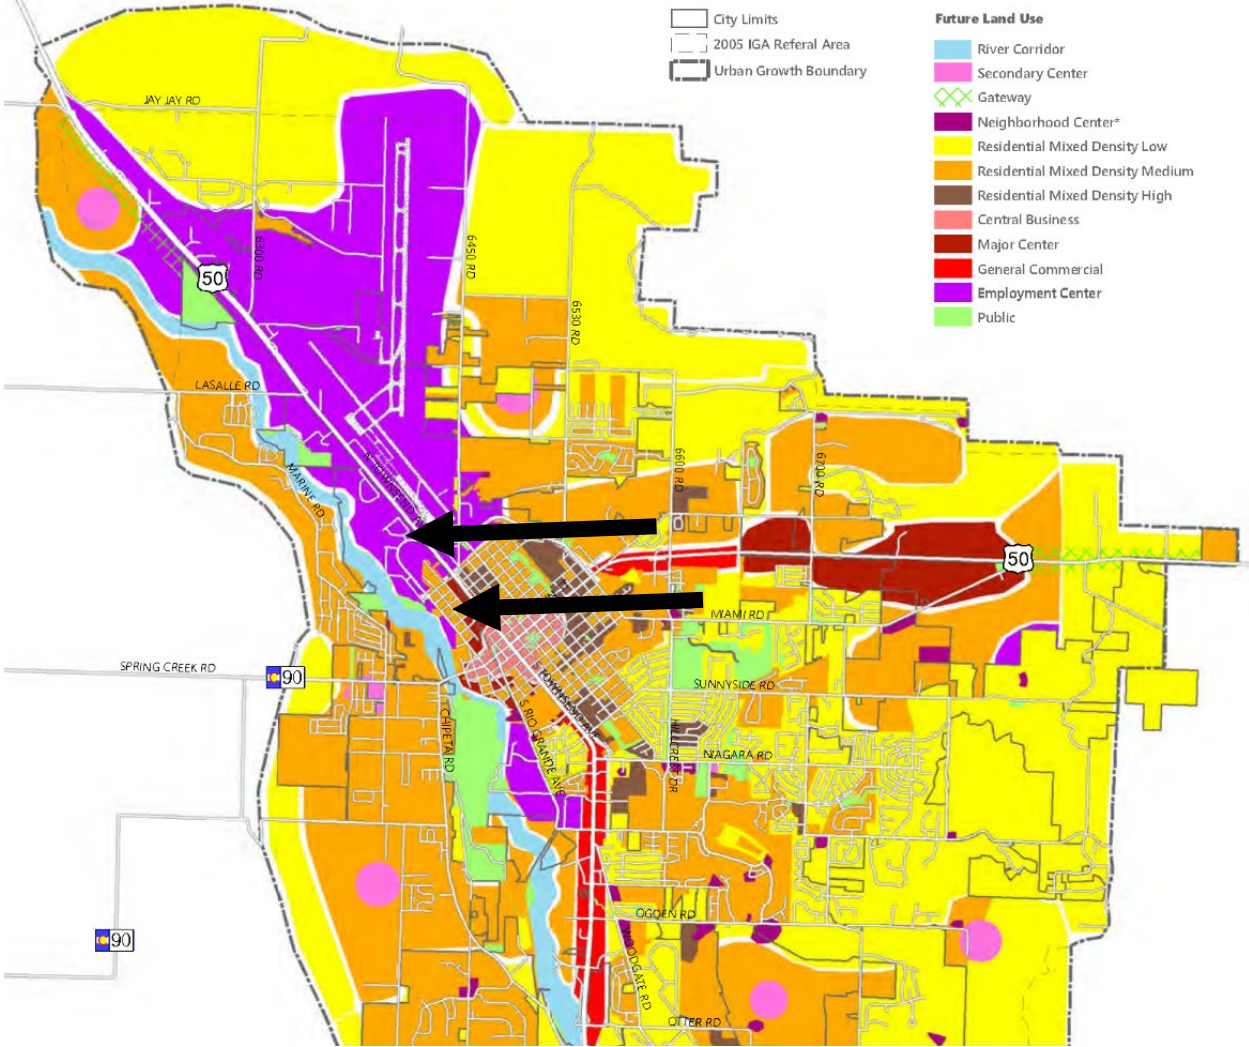 City Limits
2005 IGA Referal Area
Urban Growth Boundary
Future Land Use
River Corridor
Secondary Center
Gateway
Neighborhood Center*
Residential Mixed Density Low
Residential Mixed Density Medium
Residential Mixed Density High
Central Business
Major Center
General Commercial
Employment Center
Public
JAY JAY RD
6300 RD
6450 RD
50
6530 RD
LASALLE RD
MARINE RD
6600 RD
6700 RD
50
MIAMI RD
SPRING CREEK RD
90
SUNNYSIDE RD
CHIPETA RD
S RIO GRANDE AVE
S TOWNSEND AVE
HILLCREST DR
NIAGARA RD
90
OGDEN RD
WOODGATE RD
OTTER RD